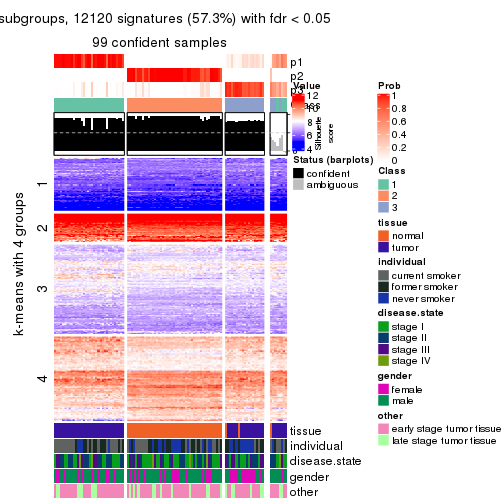 subgroups, 12120 signatures (57.3%) with fdr < 0.05
99 confident samples
p1
p2
p3
Class
Silhouette
score
k-means with 4 groups
1
2
3
4
tissue
individual
disease.state
gender
other
Value
12
10
8
6
4
Status (barplots)
confident
ambiguous
Prob
1
0.8
0.6
0.4
0.2
0
Class
1
2
3
tissue
normal
tumor
individual
current smoker
former smoker
never smoker
disease.state
stage I
stage II
stage III
stage IV
gender
female
male
other
early stage tumor tissue
late stage tumor tissue